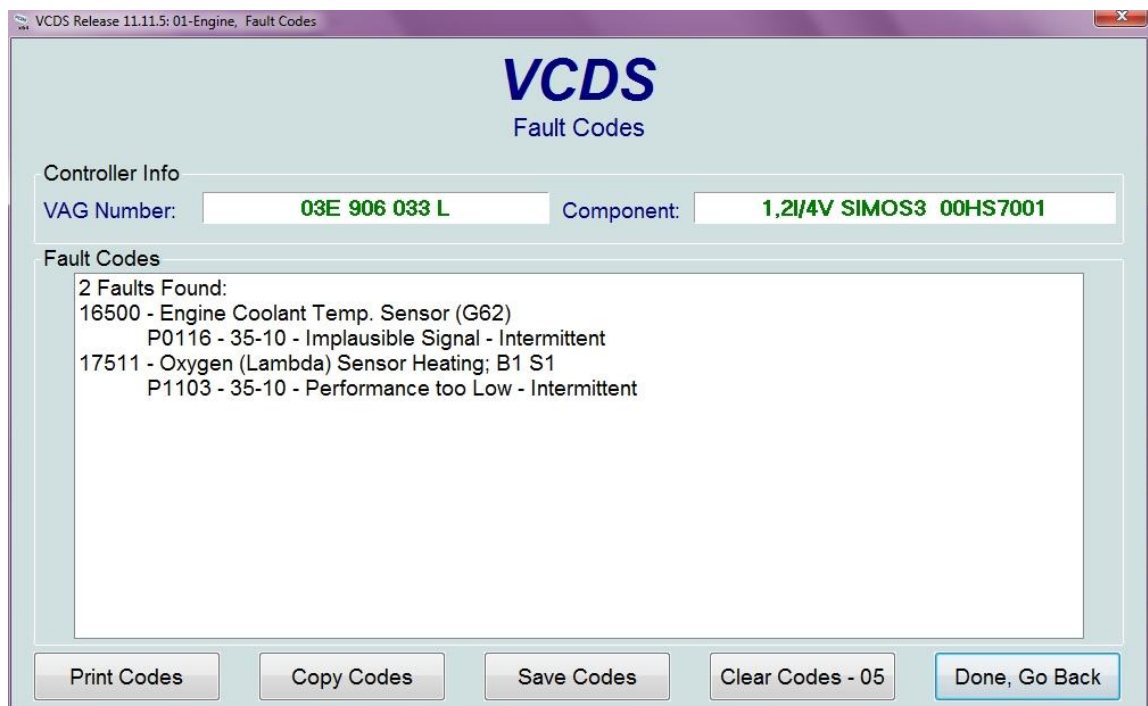 VCDS Release 11.11.5: 01-Engine, Fault Codes
VCDS
Fault Codes
Controller Info
VAG Number: 03E 906 033 L Component: 1,2l/4V SIMOS3 00HS7001
Fault Codes
2 Faults Found:
16500 - Engine Coolant Temp. Sensor (G62)
P0116 - 35-10 - Implausible Signal - Intermittent
17511 - Oxygen (Lambda) Sensor Heating; B1 S1
P1103 - 35-10 - Performance too Low - Intermittent
Print Codes Copy Codes Save Codes Clear Codes - 05 Done, Go Back